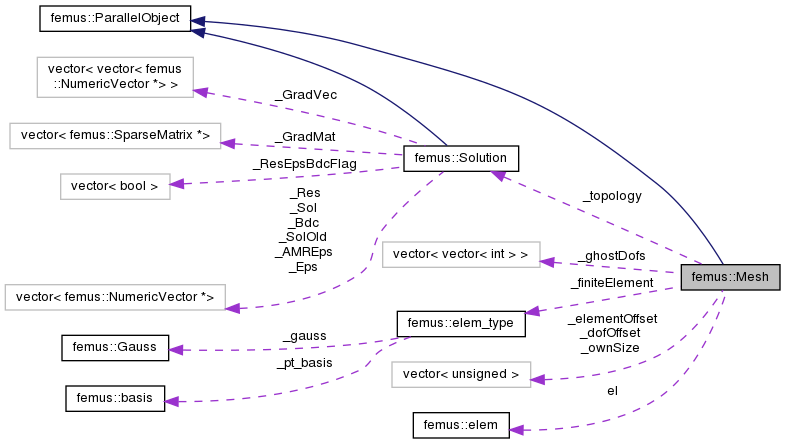 femus::ParallelObject
vector< vector< femus
::NumericVector *> >
_GradVec
vector< femus::SparseMatrix *>
_GradMat
femus::Solution
_ResEpsBdcFlag
vector< bool >
_topology
_Res
_Sol
_Bdc
_SolOld
_AMREps
_Eps
vector< vector< int > >
_ghostDofs
femus::Mesh
_finiteElement
vector< femus::NumericVector *>
femus::elem_type
_elementOffset
_dofOffset
_ownSize
femus::Gauss
_gauss
_pt_basis
vector< unsigned >
femus::basis
el
femus::elem